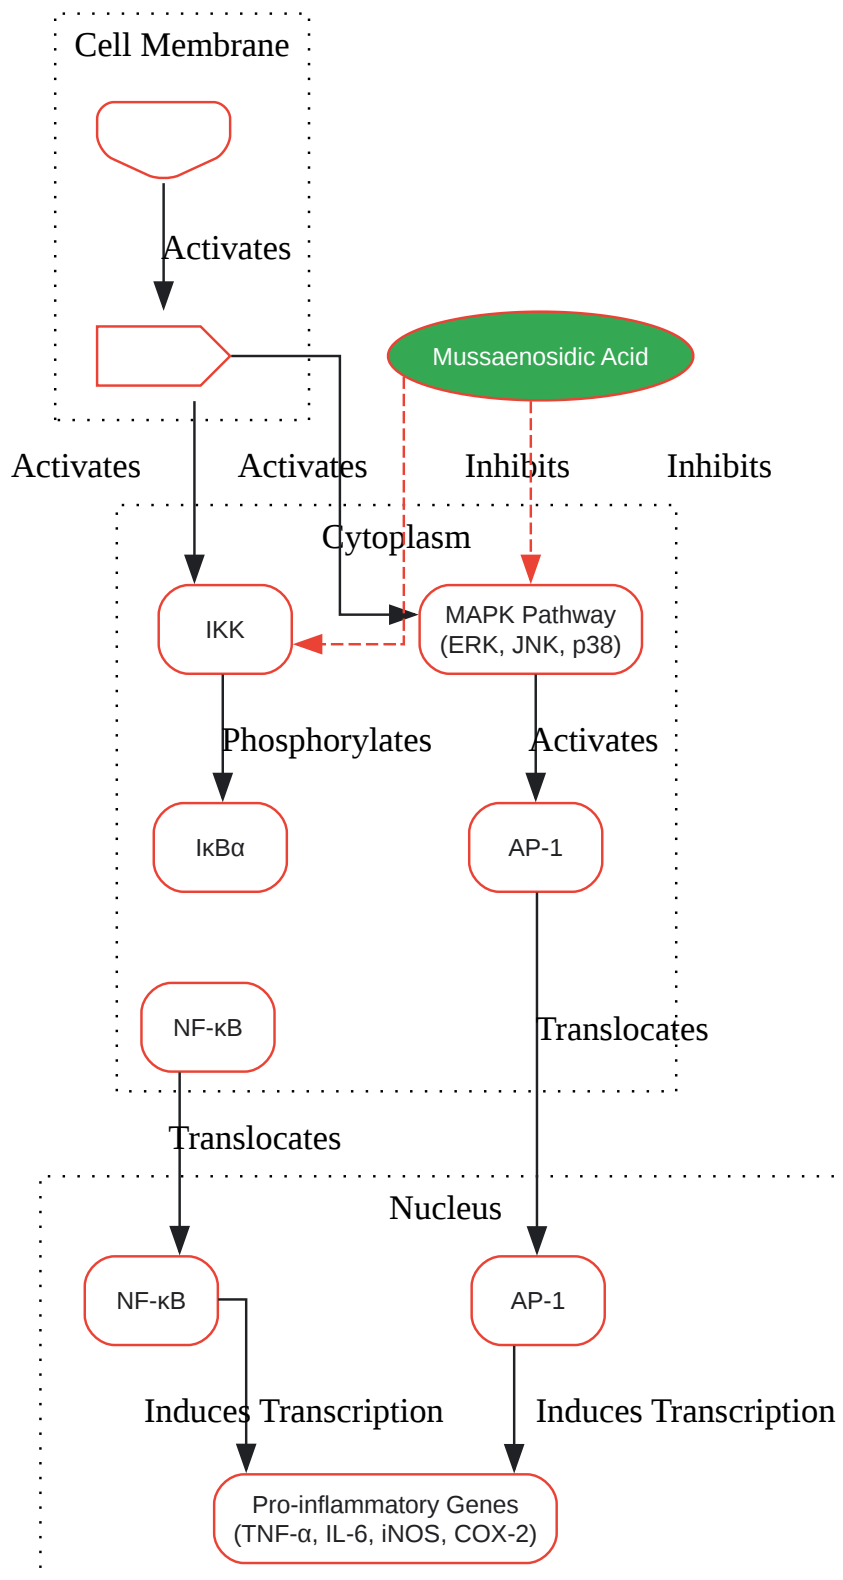 Cell Membrane
Activates
Mussaenosidic Acid
Activates
Activates
Inhibits
Inhibits
Cytoplasm
IKK
MAPK Pathway
(ERK, JNK, p38)
Phosphorylates
Activates
IκBα
AP-1
NF-κB
Translocates
Translocates
Nucleus
NF-κB
AP-1
Induces Transcription
Induces Transcription
Pro-inflammatory Genes
(TNF-α, IL-6, iNOS, COX-2)